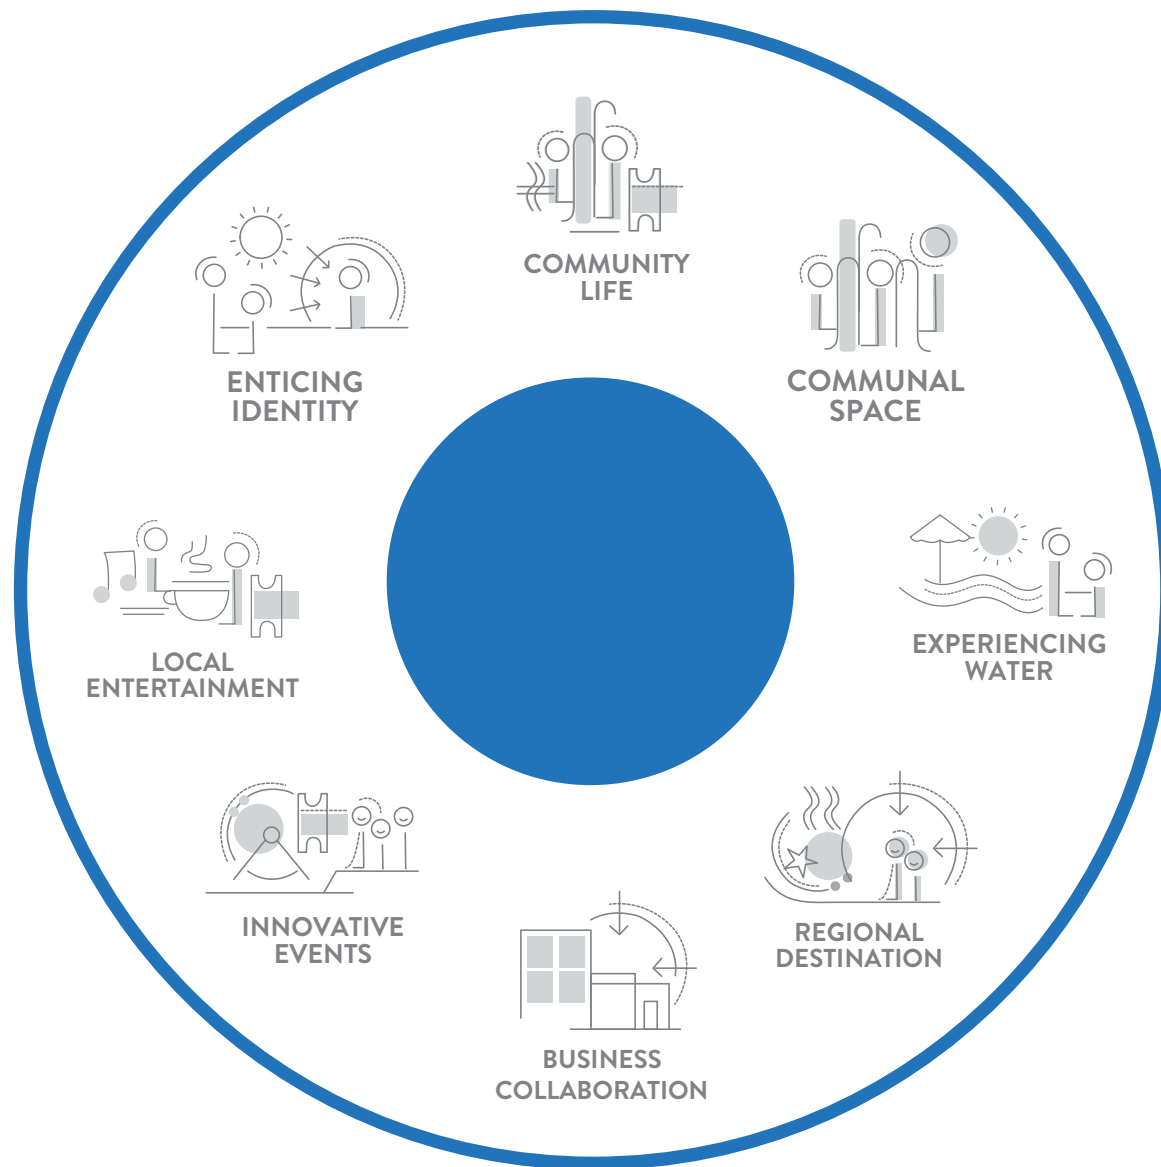 COMMUNITY
LIFE
COMMUNAL
SPACE
EXPERIENCING
WATER
REGIONAL
DESTINATION
BUSINESS
COLLABORATION
INNOVATIVE
EVENTS
LOCAL
ENTERTAINMENT
ENTICING
IDENTITY